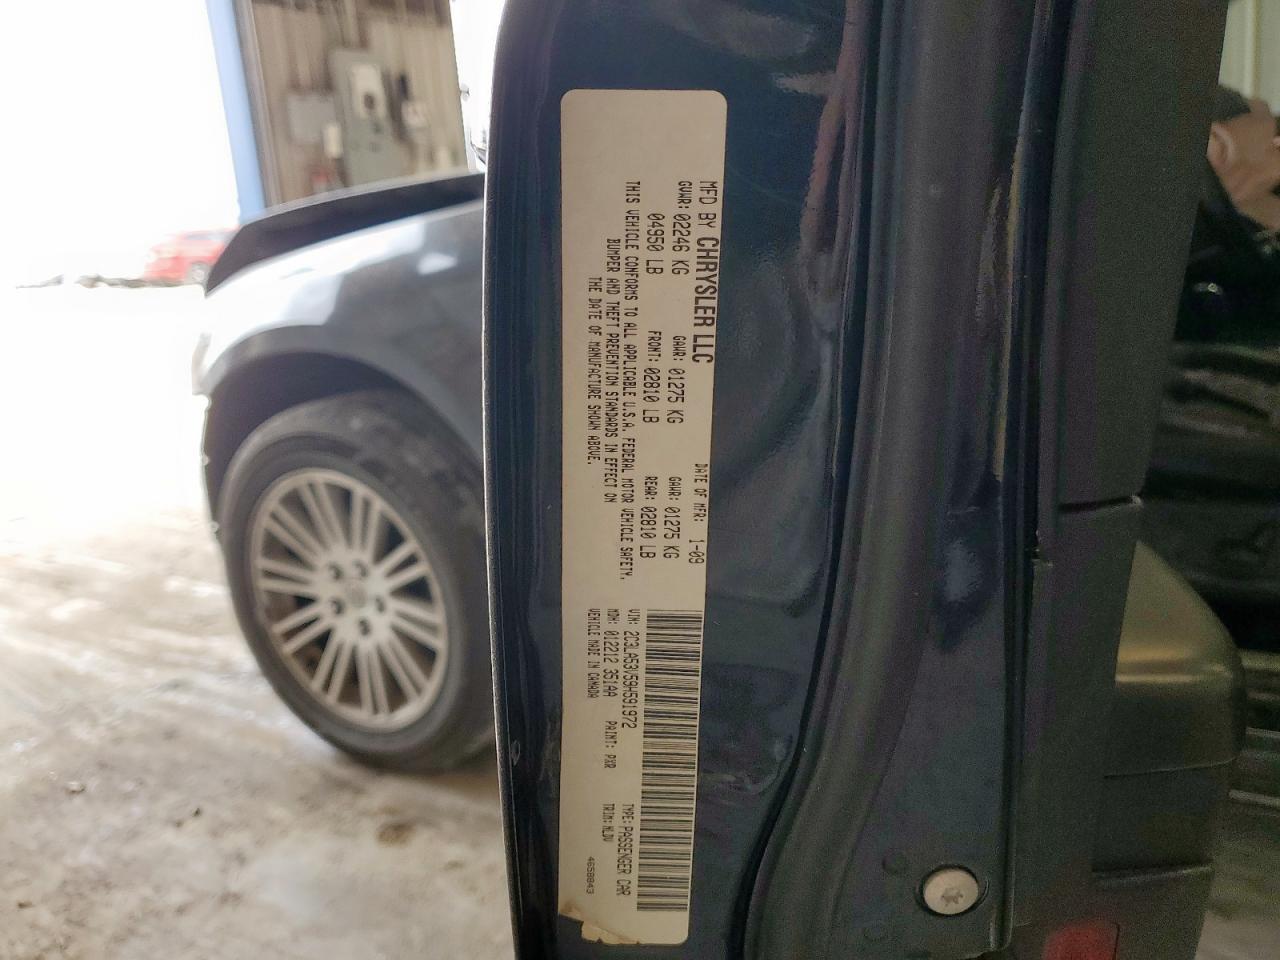 MFD BY CHRYSLER LLC DATE OF MFR: 1-09
GVWR: 02246 KG GAWR: 01275 KG GAWR: 01275 KG
04950 LB FRONT: 02810 LB REAR: 02810 LB
THIS VEHICLE CONFORMS TO ALL APPLICABLE U.S.A. FEDERAL MOTOR VEHICLE SAFETY,
BUMPER AND THEFT PREVENTION STANDARDS IN EFFECT ON
THE DATE OF MANUFACTURE SHOWN ABOVE.
VIN: 2C3LA53V59H591972 TYPE: PASSENGER CAR
MDH: 012212 351AA PAINT: PXR TRIM: HLDV
VEHICLE MADE IN CANADA 4658843